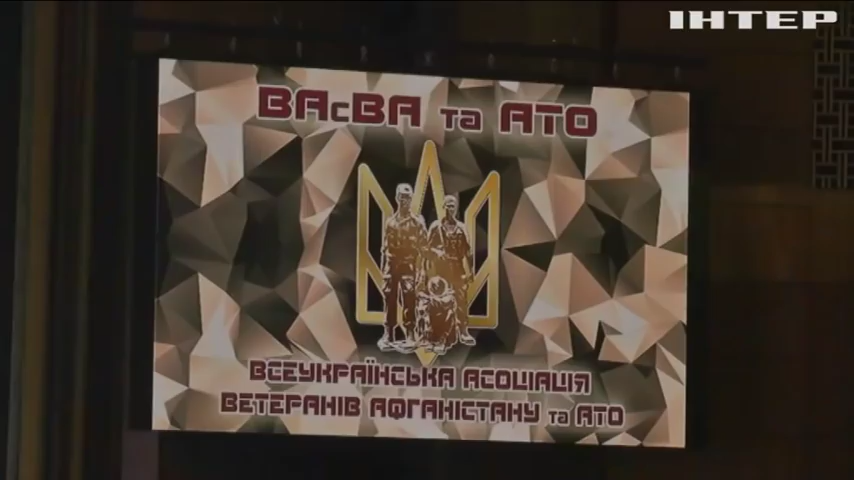 ІНТЕР
ВАсВА та АТО
ВСЕУКРАЇНСЬКА АСОЦІАЦІЯ
ВЕТЕРАНІВ АФГАНІСТАНУ та АТО